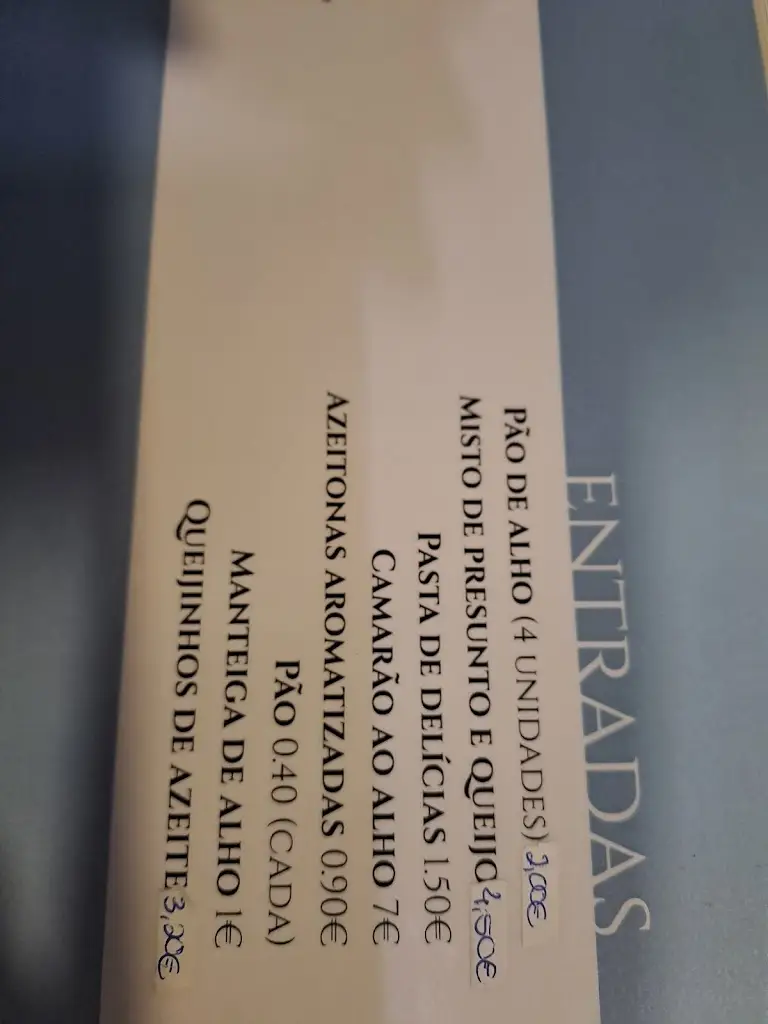 ENTRADAS
PÃO DE ALHO (4 UNIDADES) 2,00€
MISTO DE PRESUNTO E QUEIJO 4,50€
PASTA DE DELÍCIAS 1.50€
CAMARÃO AO ALHO 7€
AZEITONAS AROMATIZADAS 0.90€
PÃO 0.40 (CADA)
MANTEIGA DE ALHO 1€
QUEIJINHOS DE AZEITE 3,20€